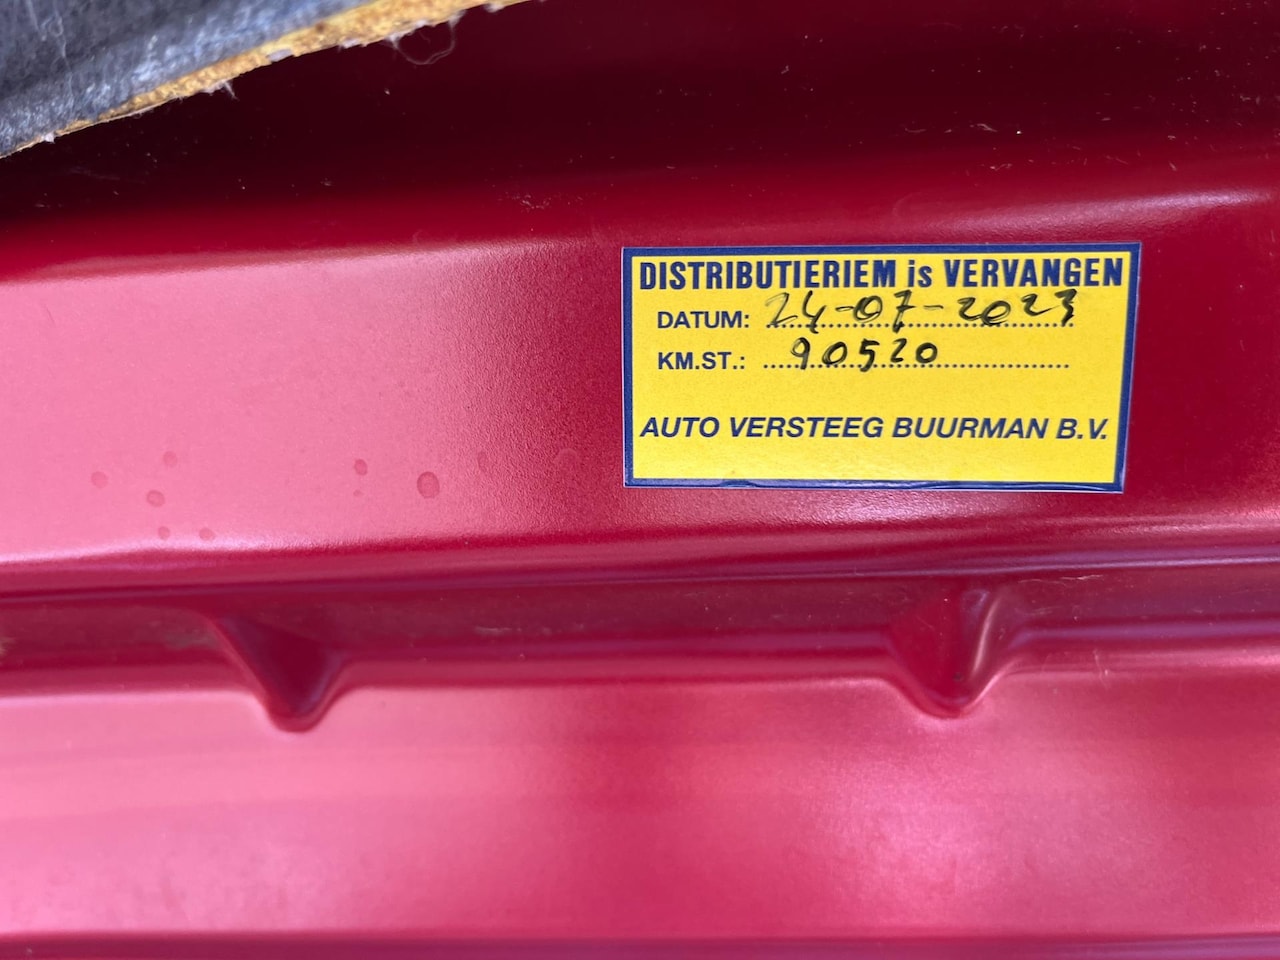 DISTRIBUTIERIEM is VERVANGEN
DATUM: 24-07-2023
KM.ST.: 90520
AUTO VERSTEEG BUURMAN B.V.